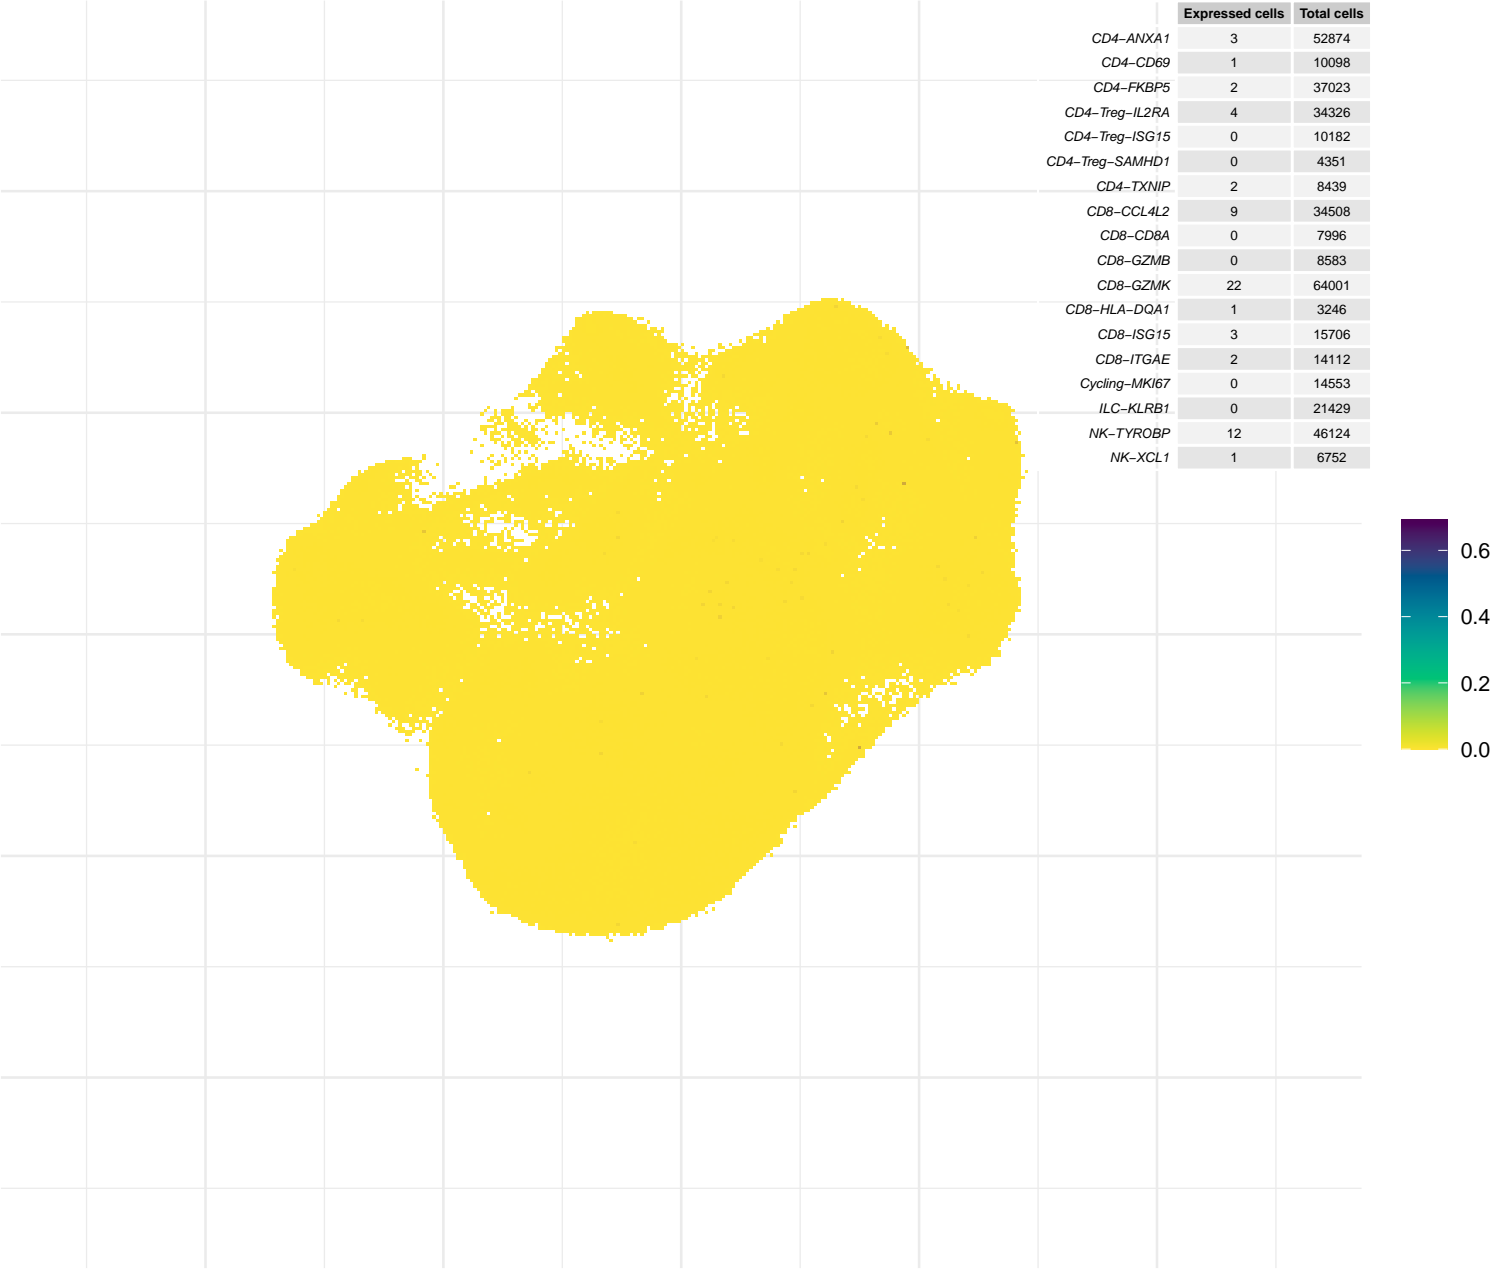 Expressed cells Total cells
CD4−ANXA1 3 52874
CD4−CD69 1 10098
CD4−FKBP5 2 37023
CD4−Treg−IL2RA 4 34326
CD4−Treg−ISG15 0 10182
CD4−Treg−SAMHD1 0 4351
CD4−TXNIP 2 8439
CD8−CCL4L2 9 34508
CD8−CD8A 0 7996
CD8−GZMB 0 8583
CD8−GZMK 22 64001
CD8−HLA−DQA1 1 3246
CD8−ISG15 3 15706
CD8−ITGAE 2 14112
Cycling−MKI67 0 14553
ILC−KLRB1 0 21429
NK−TYROBP 12 46124
NK−XCL1 1 6752
0.6
0.4
0.2
0.0